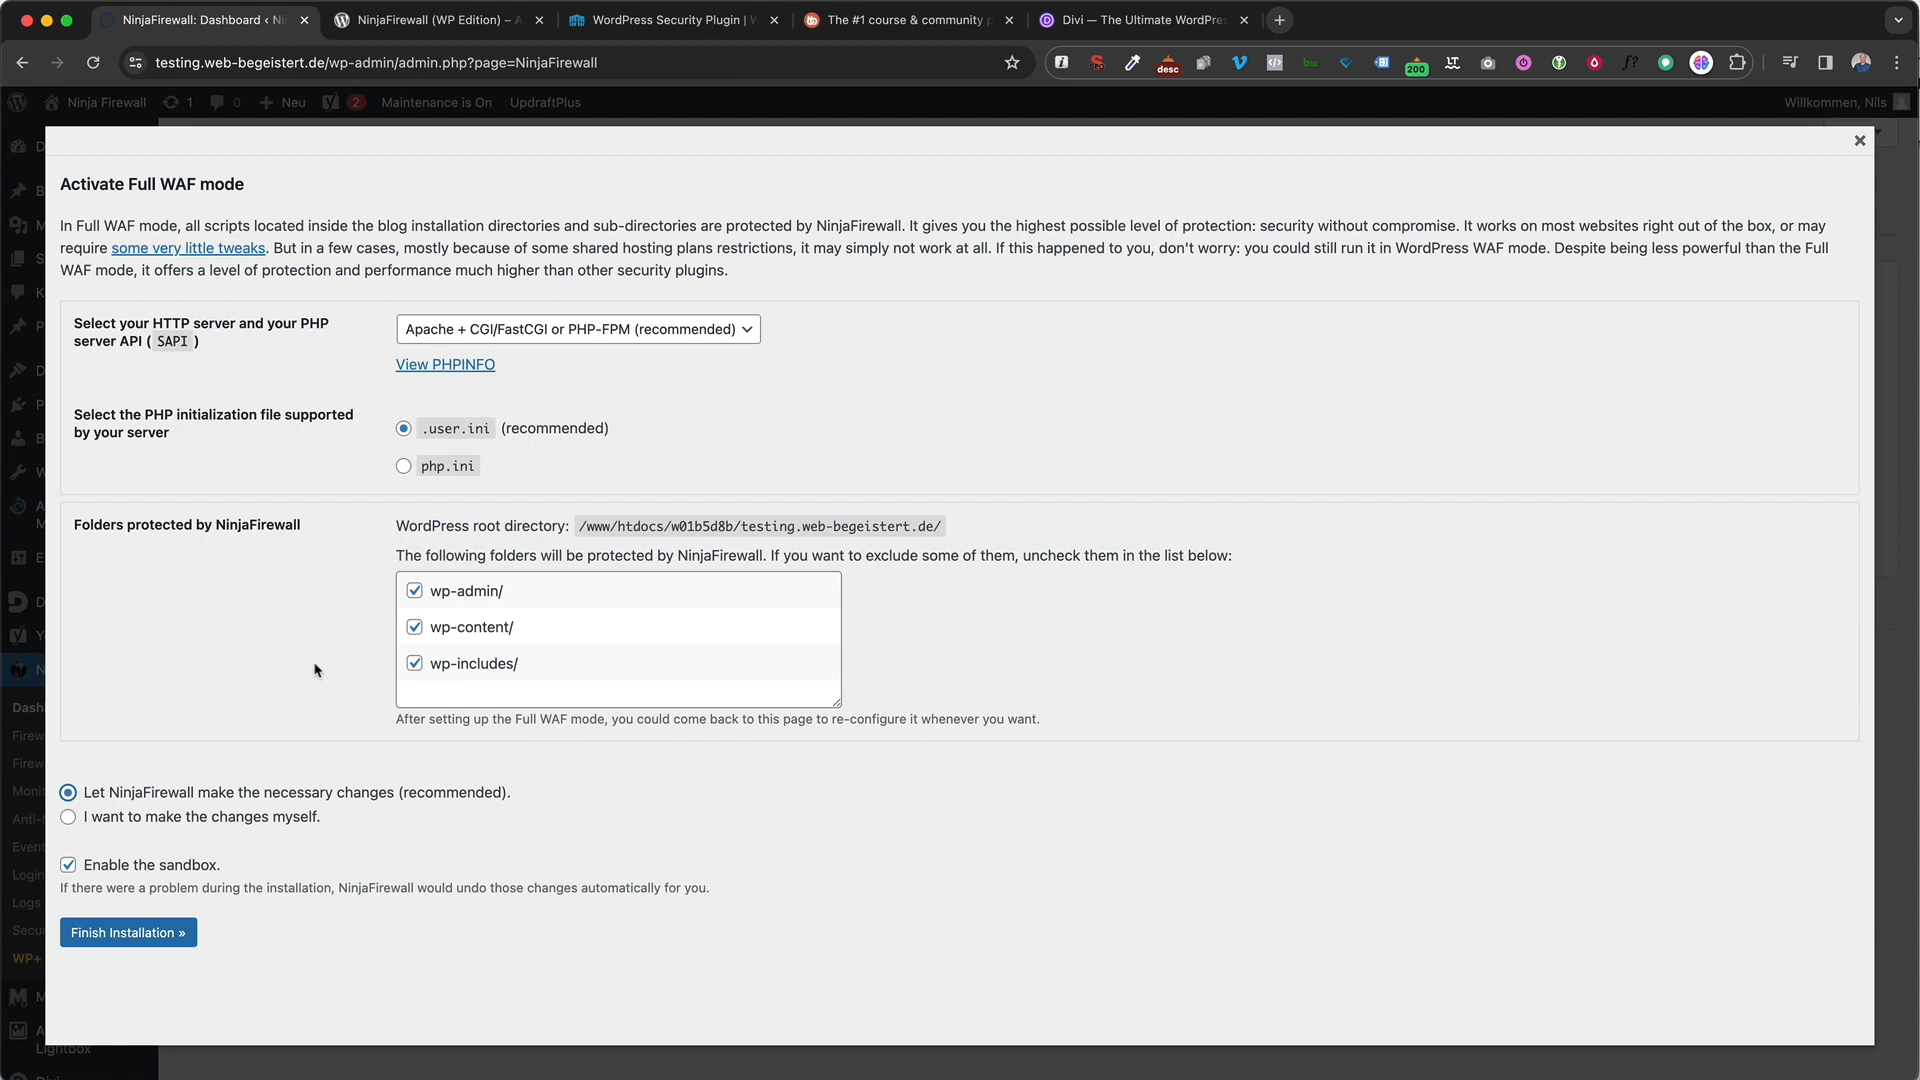 NinjaFirewall: Dashboard ‹ Ni
NinjaFirewall (WP Edition) – A
WordPress Security Plugin | W
The #1 course & community p
Divi — The Ultimate WordPres
testing.web-begeistert.de/wp-admin/admin.php?page=NinjaFirewall
desc
200
Ninja Firewall
1
0
Neu
2
Maintenance is On
UpdraftPlus
Willkommen, Nils
Activate Full WAF mode
In Full WAF mode, all scripts located inside the blog installation directories and sub-directories are protected by NinjaFirewall. It gives you the highest possible level of protection: security without compromise. It works on most websites right out of the box, or may
require some very little tweaks. But in a few cases, mostly because of some shared hosting plans restrictions, it may simply not work at all. If this happened to you, don't worry: you could still run it in WordPress WAF mode. Despite being less powerful than the Full
WAF mode, it offers a level of protection and performance much higher than other security plugins.
Select your HTTP server and your PHP
server API ( SAPI )
Apache + CGI/FastCGI or PHP-FPM (recommended)
View PHPINFO
Select the PHP initialization file supported
by your server
.user.ini (recommended)
php.ini
Folders protected by NinjaFirewall
WordPress root directory: /www/htdocs/w01b5d8b/testing.web-begeistert.de/
The following folders will be protected by NinjaFirewall. If you want to exclude some of them, uncheck them in the list below:
wp-admin/
wp-content/
wp-includes/
After setting up the Full WAF mode, you could come back to this page to re-configure it whenever you want.
Let NinjaFirewall make the necessary changes (recommended).
I want to make the changes myself.
Enable the sandbox.
If there were a problem during the installation, NinjaFirewall would undo those changes automatically for you.
Finish Installation »
Dash
Firew
Firew
Monit
Anti-
Event
Login
Logs
Secur
WP+
Lightbox